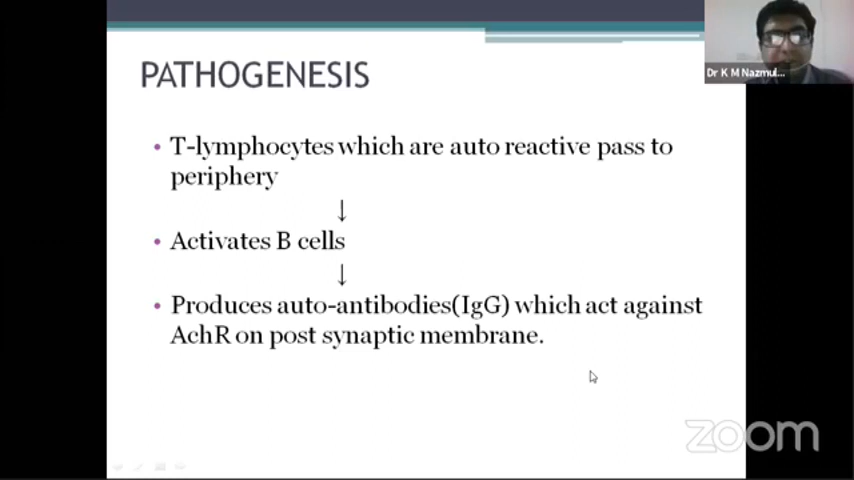 PATHOGENESIS
Dr K M Nazmul...
• T-lymphocytes which are auto reactive pass to
periphery
↓
• Activates B cells
↓
• Produces auto-antibodies(IgG) which act against
AchR on post synaptic membrane.
zoom